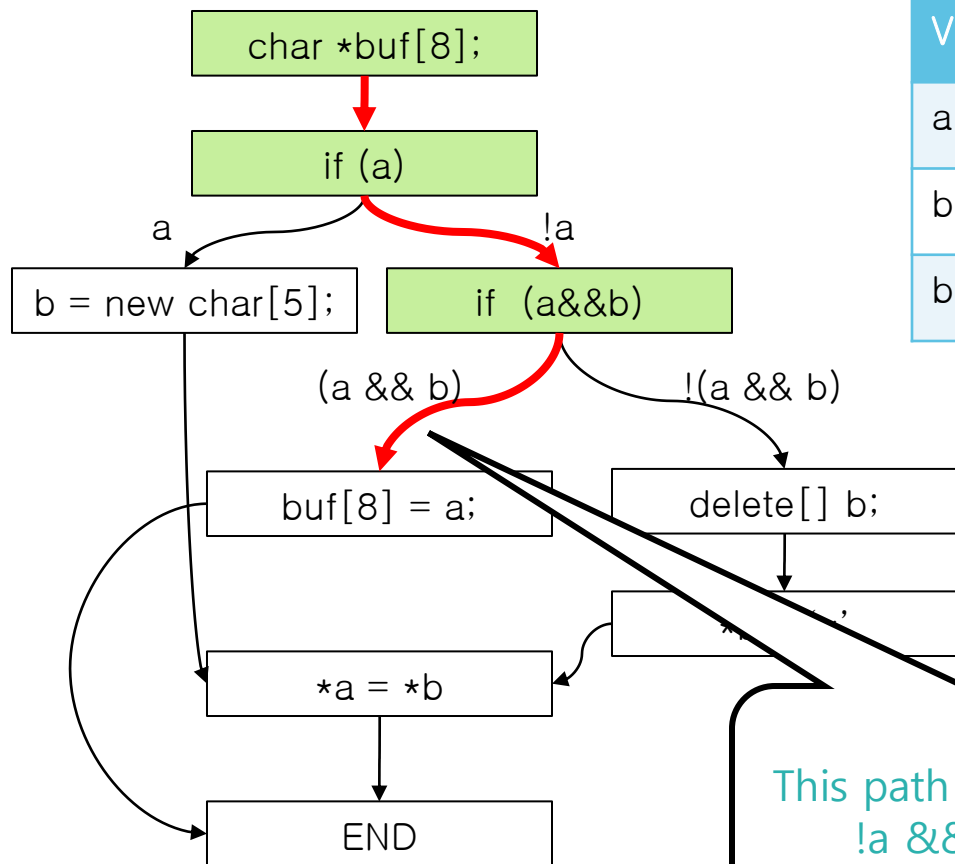 char *buf[8];
V
if (a)
a
a
!a
b
b = new char[5];
if (a&&b)
b
(a && b)
!(a && b)
buf[8] = a;
delete[] b;
*a = *b
This path
!a &&
END